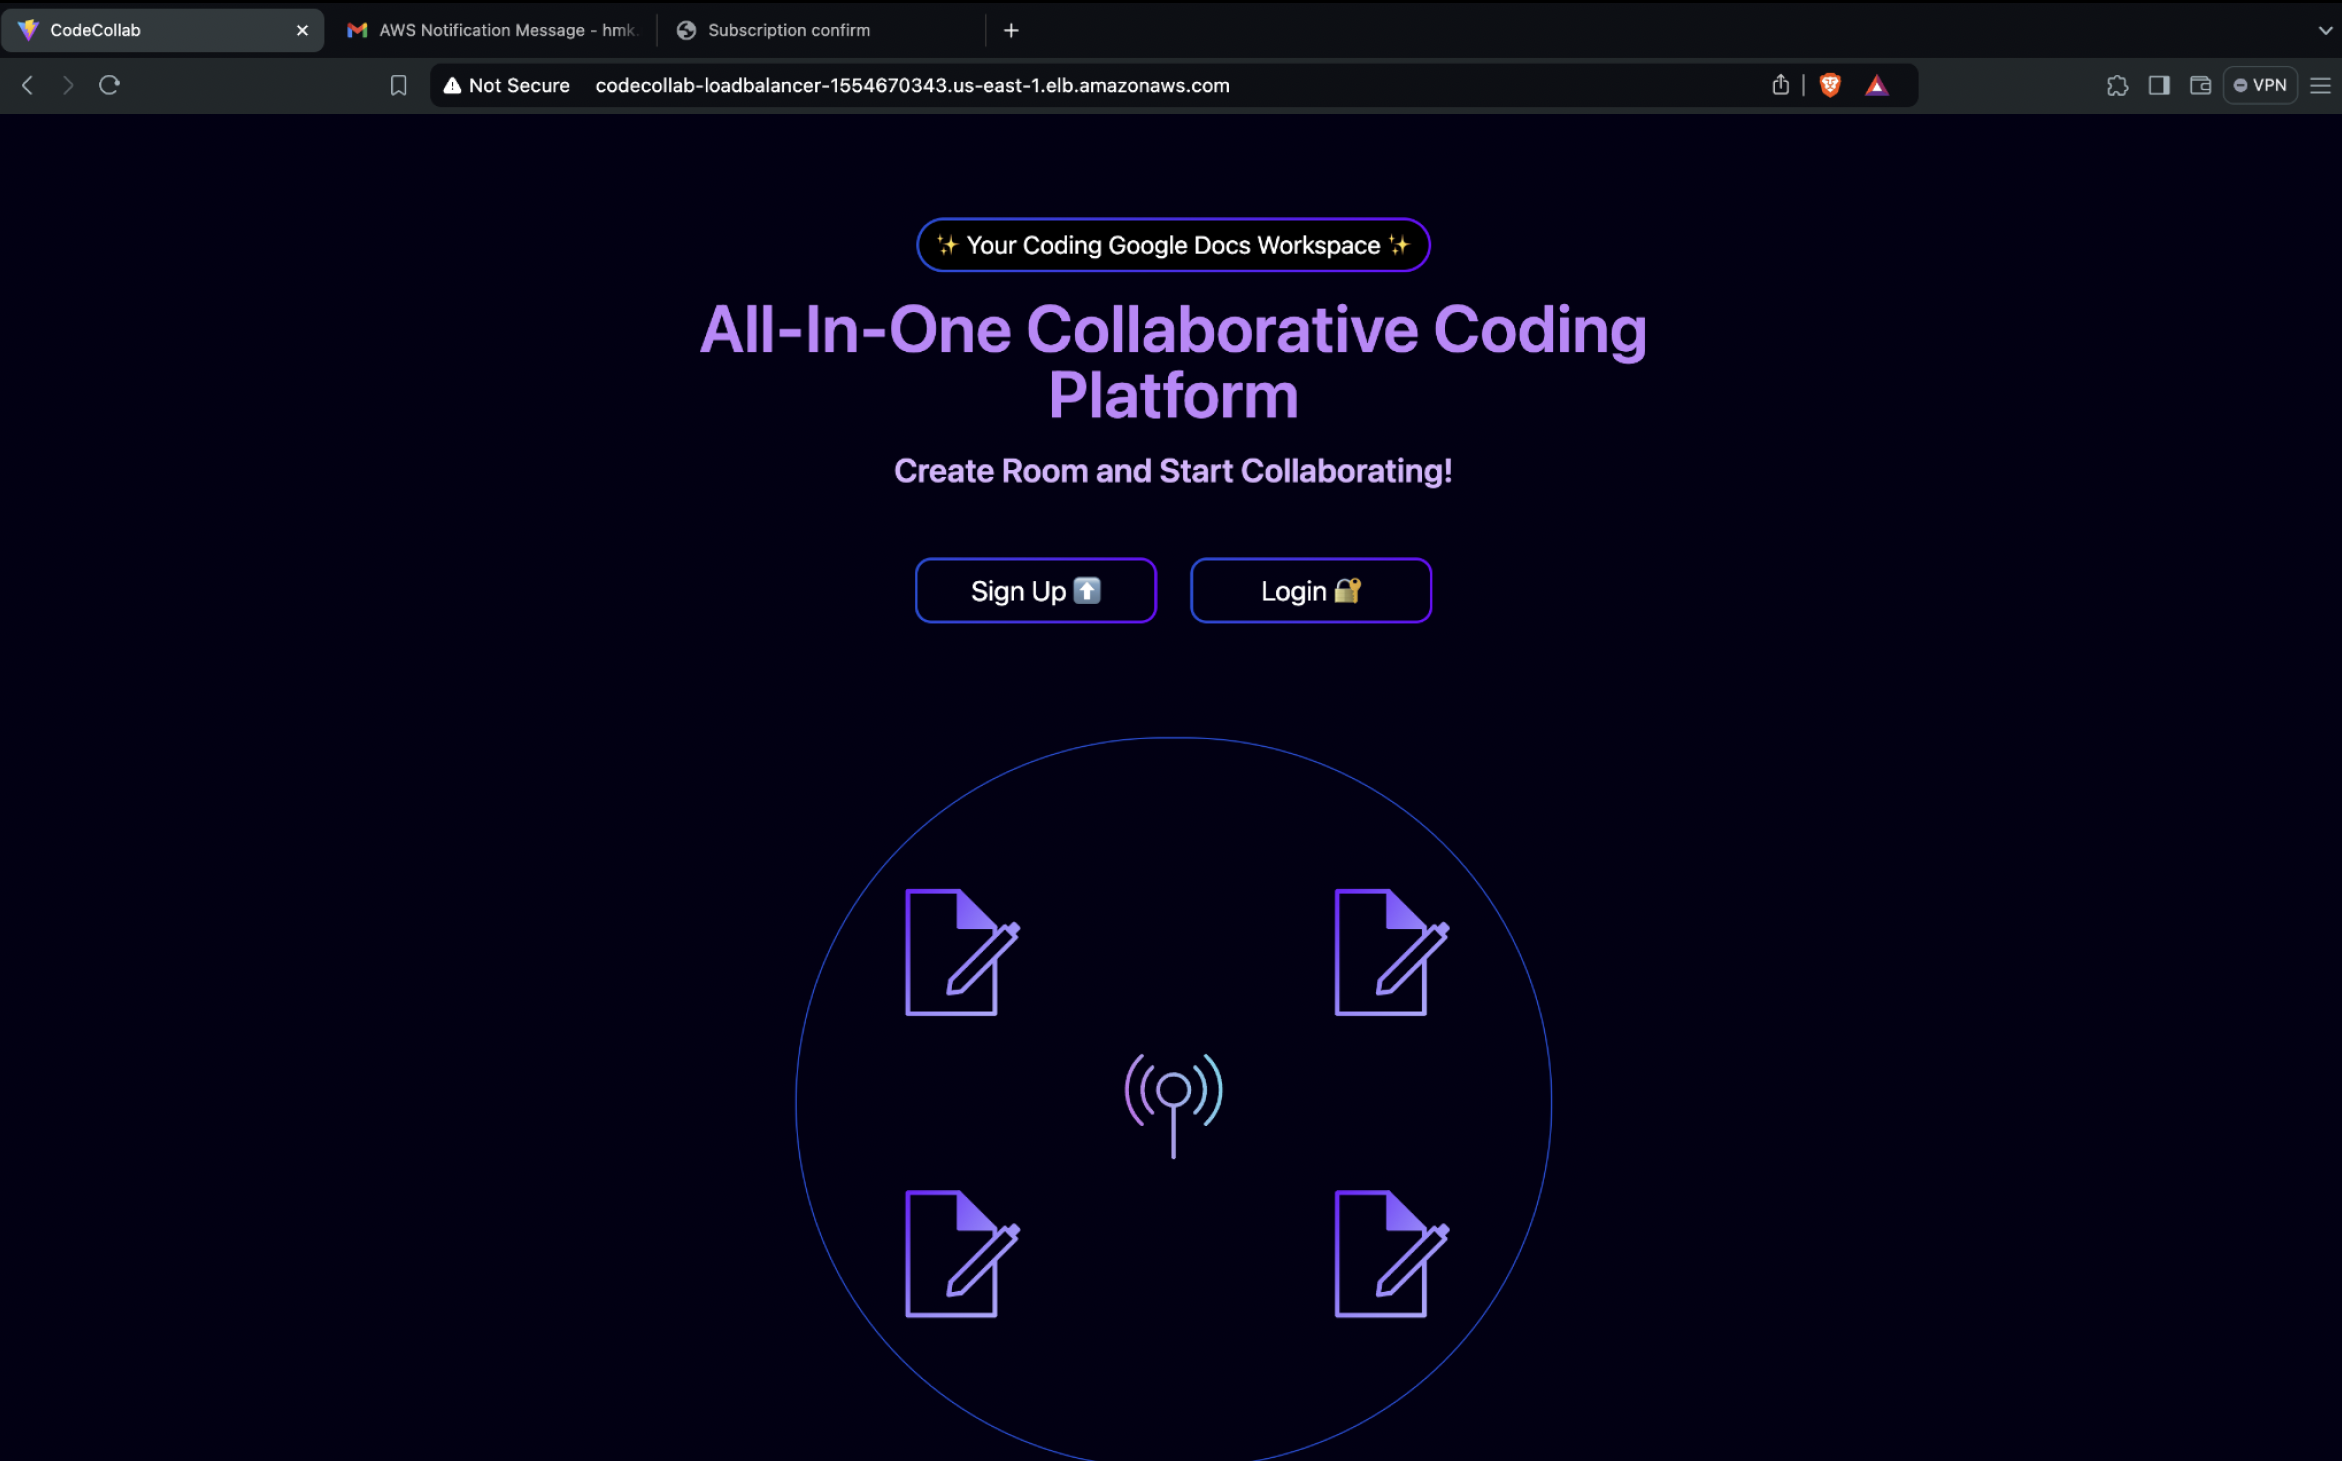 CodeCollab
AWS Notification Message - hmk
Subscription confirm
Not Secure codecollab-loadbalancer-1554670343.us-east-1.elb.amazonaws.com
VPN
✨ Your Coding Google Docs Workspace ✨
All-In-One Collaborative Coding
Platform
Create Room and Start Collaborating!
Sign Up ⬆️
Login 🔐